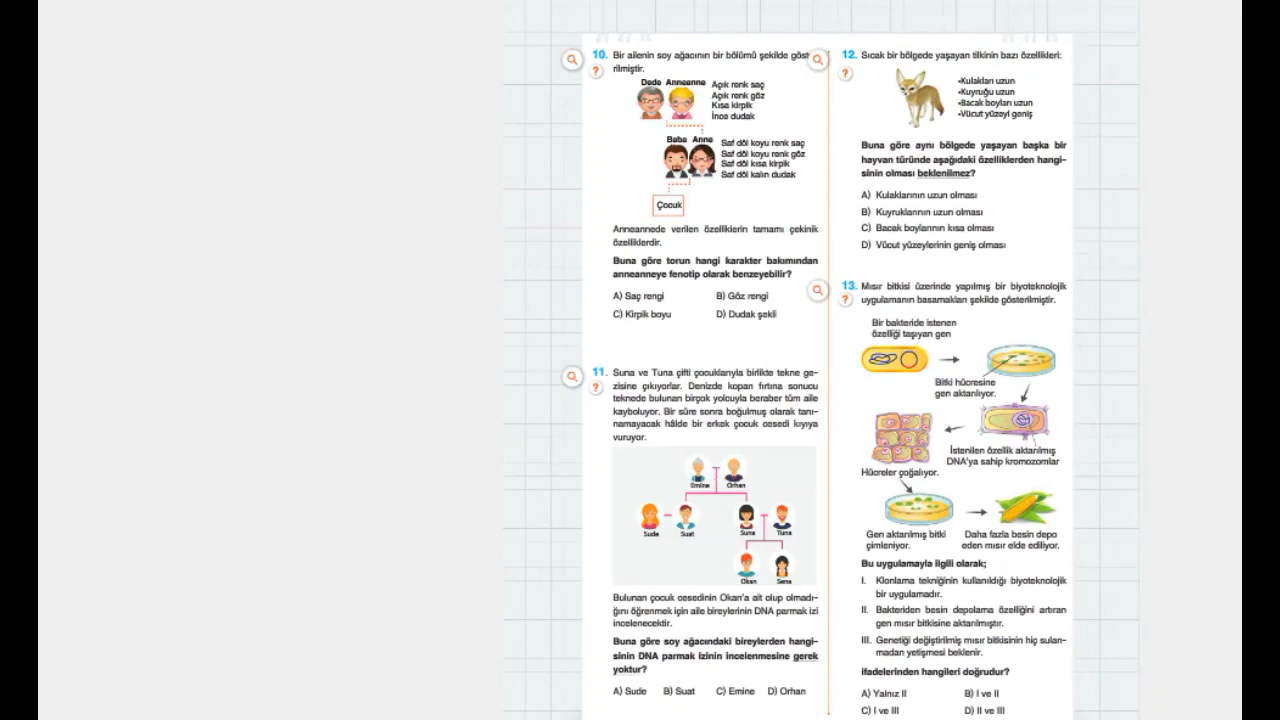 10. Bir ailenin soy ağacının bir bölümü şekilde göste-
rilmiştir.
Dede Anneanne
Açık renk saç
Açık renk göz
Kısa kirpik
İnce dudak
Baba Anne
Saf döl koyu renk saç
Saf döl koyu renk göz
Saf döl kısa kirpik
Saf döl kalın dudak
Çocuk
Anneannede verilen özelliklerin tamamı çekinik
özelliklerdir.
Buna göre torun hangi karakter bakımından
anneanneye fenotip olarak benzeyebilir?
A) Saç rengi B) Göz rengi
C) Kirpik boyu D) Dudak şekli
11. Suna ve Tuna çifti çocuklarıyla birlikte tekne ge-
zisine çıkıyorlar. Denizde kopan fırtına sonucu
teknede bulunan birçok yolcuyla beraber tüm aile
kayboluyor. Bir süre sonra boğulmuş olarak tanı-
namayacak hâlde bir erkek çocuk cesedi kıyıya
vuruyor.
Emine Orhan
Sude Suat Suna Tuna
Okan Sena
Bulunan çocuk cesedinin Okan'a ait olup olmadı-
ğını öğrenmek için aile bireylerinin DNA parmak izi
incelenecektir.
Buna göre soy ağacındaki bireylerden hangi-
sinin DNA parmak izinin incelenmesine gerek
yoktur?
A) Sude B) Suat C) Emine D) Orhan
12. Sıcak bir bölgede yaşayan tilkinin bazı özellikleri:
•Kulakları uzun
•Kuyruğu uzun
•Bacak boyları uzun
•Vücut yüzeyi geniş
Buna göre aynı bölgede yaşayan başka bir
hayvan türünde aşağıdaki özelliklerden hangi-
sinin olması beklenilmez?
A) Kulaklarının uzun olması
B) Kuyruklarının uzun olması
C) Bacak boylarının kısa olması
D) Vücut yüzeylerinin geniş olması
13. Mısır bitkisi üzerinde yapılmış bir biyoteknolojik
uygulamanın basamakları şekilde gösterilmiştir.
Bir bakteride istenen
özelliği taşıyan gen
Bitki hücresine
gen aktarılıyor.
İstenilen özellik aktarılmış
DNA'ya sahip kromozomlar
Hücreler çoğalıyor.
Gen aktarılmış bitki
çimleniyor.
Daha fazla besin depo
eden mısır elde ediliyor.
Bu uygulamayla ilgili olarak;
I. Klonlama tekniğinin kullanıldığı biyoteknolojik
bir uygulamadır.
II. Bakteriden besin depolama özelliğini artıran
gen mısır bitkisine aktarılmıştır.
III. Genetiği değiştirilmiş mısır bitkisinin hiç sulan-
madan yetişmesi beklenir.
ifadelerinden hangileri doğrudur?
A) Yalnız II B) I ve II
C) I ve III D) II ve III